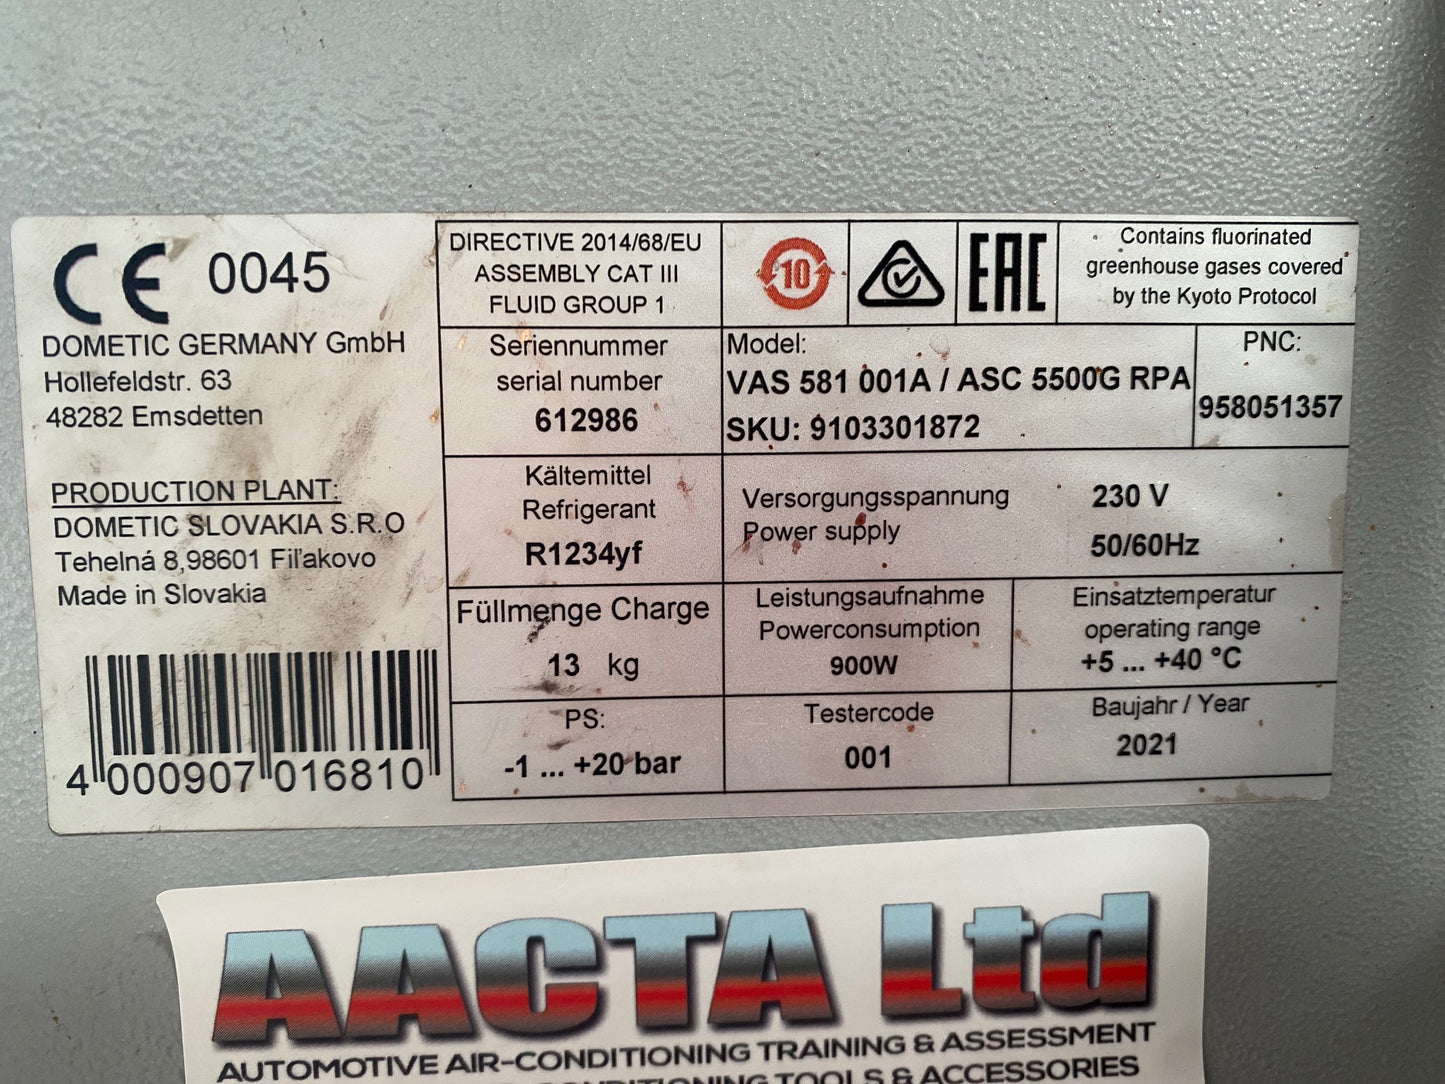 CE 0045
DOMETIC GERMANY GmbH
Hollefeldstr. 63
48282 Emsdetten
PRODUCTION PLANT:
DOMETIC SLOVAKIA S.R.O
Tehelná 8,98601 Fiľakovo
Made in Slovakia
4 000907 016810
DIRECTIVE 2014/68/EU
ASSEMBLY CAT III
FLUID GROUP 1
10
EAC
Contains fluorinated
greenhouse gases covered
by the Kyoto Protocol
Seriennummer
serial number
612986
Model:
VAS 581 001A / ASC 5500G RPA
SKU: 9103301872
PNC:
958051357
Kältemittel
Refrigerant
R1234yf
Versorgungsspannung
Power supply
230 V
50/60Hz
Füllmenge Charge
13 kg
Leistungsaufnahme
Powerconsumption
900W
Einsatztemperatur
operating range
+5 ... +40 °C
PS:
-1 ... +20 bar
Testercode
001
Baujahr / Year
2021
AACTA Ltd
AUTOMOTIVE AIR-CONDITIONING TRAINING & ASSESSMENT
TOOLS & ACCESSORIES